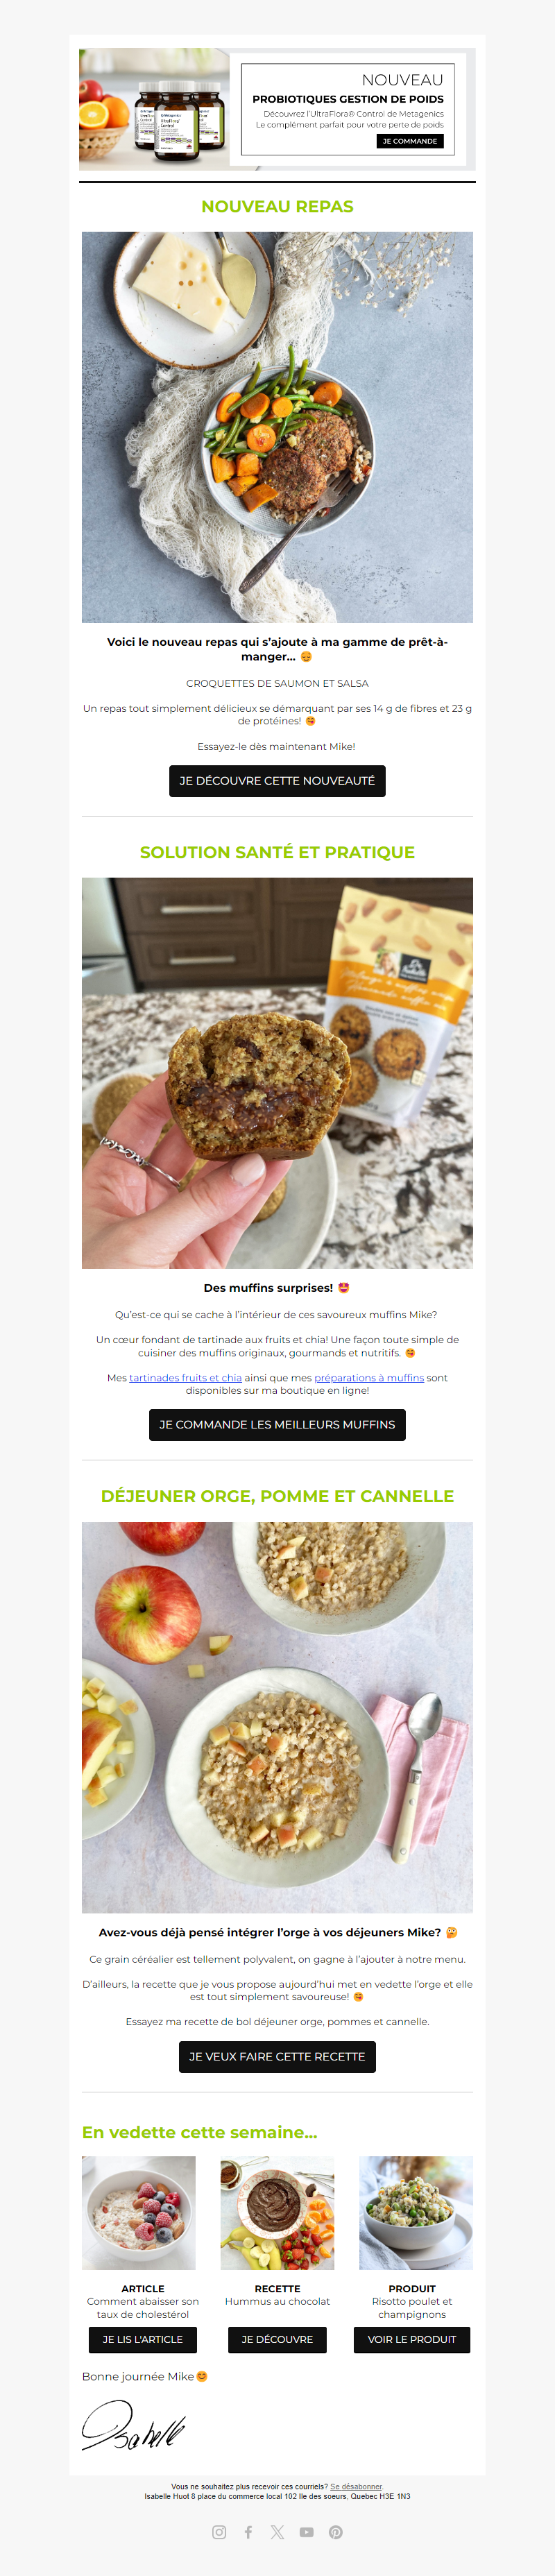 NOUVEAU
PROBIOTIQUES GESTION DE POIDS
Découvrez l'UltraFlora® Control de Metagenics
Le complément parfait pour votre perte de poids
JE COMMANDE
NOUVEAU REPAS
Voici le nouveau repas qui s'ajoute à ma gamme de prêt-à-
manger... 😋
CROQUETTES DE SAUMON ET SALSA
Un repas tout simplement délicieux se démarquant par ses 14 g de fibres et 23 g
de protéines! 😋
Essayez-le dès maintenant Mike!
JE DÉCOUVRE CETTE NOUVEAUTÉ
SOLUTION SANTÉ ET PRATIQUE
Des muffins surprises! 🤩
Qu'est-ce qui se cache à l'intérieur de ces savoureux muffins Mike?
Un cœur fondant de tartinade aux fruits et chia! Une façon toute simple de
cuisiner des muffins originaux, gourmands et nutritifs. 😋
Mes tartinades fruits et chia ainsi que mes préparations à muffins sont
disponibles sur ma boutique en ligne!
JE COMMANDE LES MEILLEURS MUFFINS
DÉJEUNER ORGE, POMME ET CANNELLE
Avez-vous déjà pensé intégrer l'orge à vos déjeuners Mike? 🤔
Ce grain céréalier est tellement polyvalent, on gagne à l'ajouter à notre menu.
D'ailleurs, la recette que je vous propose aujourd'hui met en vedette l'orge et elle
est tout simplement savoureuse! 😋
Essayez ma recette de bol déjeuner orge, pommes et cannelle.
JE VEUX FAIRE CETTE RECETTE
En vedette cette semaine...
ARTICLE
Comment abaisser son
taux de cholestérol
JE LIS L'ARTICLE
RECETTE
Hummus au chocolat
JE DÉCOUVRE
PRODUIT
Risotto poulet et
champignons
VOIR LE PRODUIT
Bonne journée Mike 😊
Isabelle
Vous ne souhaitez plus recevoir ces courriels? Se désabonner.
Isabelle Huot 8 place du commerce local 102 Ile des soeurs, Quebec H3E 1N3